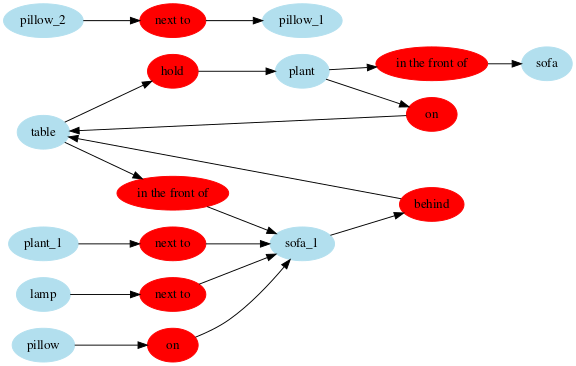 pillow_2 next to pillow_1
hold plant in the front of sofa
on
table
in the front of
behind
plant_1 next to sofa_1
lamp next to
pillow on